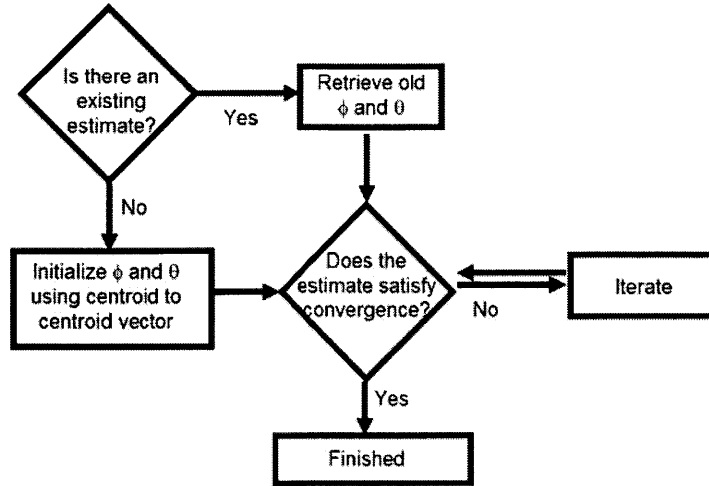 Is there an
existing
estimate?
Yes
Retrieve old
ϕ and θ
No
Initialize ϕ and θ
using centroid to
centroid vector
Does the
estimate satisfy
convergence?
No
Iterate
Yes
Finished